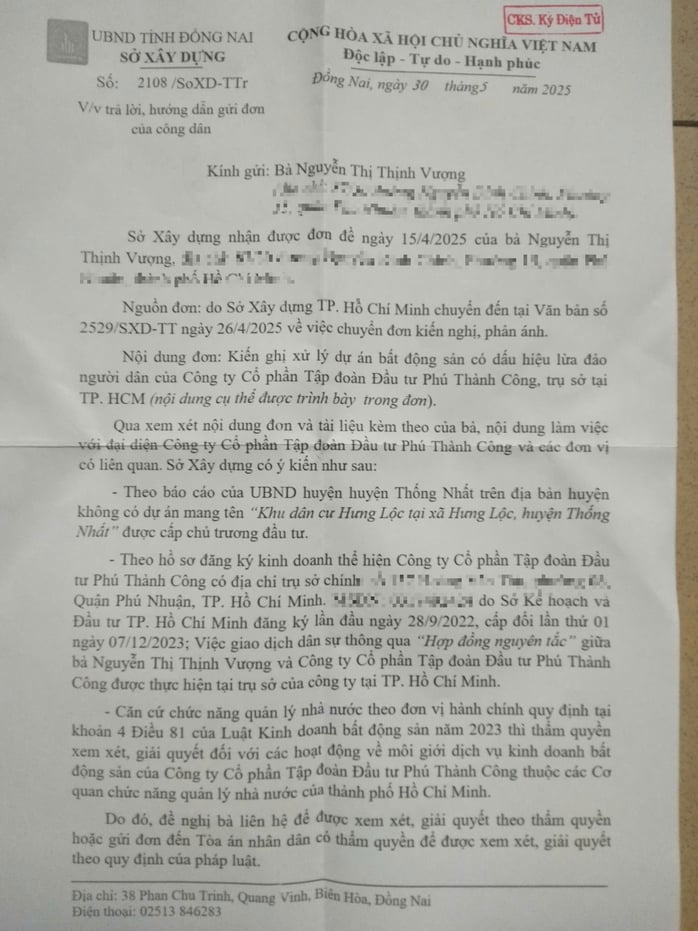 CKS. Ký Điện Tử
UBND TỈNH ĐỒNG NAI
SỞ XÂY DỰNG
CỘNG HÒA XÃ HỘI CHỦ NGHĨA VIỆT NAM
Độc lập - Tự do - Hạnh phúc
Số: 2108 /SoXD-TTr
Đồng Nai, ngày 30 tháng5 năm 2025
V/v trả lời, hướng dẫn gửi đơn
của công dân
Kính gửi: Bà Nguyễn Thị Thịnh Vượng
Sở Xây dựng nhận được đơn đề ngày 15/4/2025 của bà Nguyễn Thị
Thịnh Vượng,
Nguồn đơn: do Sở Xây dựng TP. Hồ Chí Minh chuyển đến tại Văn bản số
2529/SXD-TT ngày 26/4/2025 về việc chuyển đơn kiến nghị, phản ánh.
Nội dung đơn: Kiến ghị xử lý dự án bất động sản có dấu hiệu lừa đảo
người dân của Công ty Cổ phần Tập đoàn Đầu tư Phú Thành Công, trụ sở tại
TP. HCM (nội dung cụ thể được trình bày trong đơn).
Qua xem xét nội dung đơn và tài liệu kèm theo của bà, nội dung làm việc
với đại diện Công ty Cổ phần Tập đoàn Đầu tư Phú Thành Công và các đơn vị
có liên quan. Sở Xây dựng có ý kiến như sau:
- Theo báo cáo của UBND huyện huyện Thống Nhất trên địa bàn huyện
không có dự án mang tên “Khu dân cư Hưng Lộc tại xã Hưng Lộc, huyện Thống
Nhất” được cấp chủ trương đầu tư.
- Theo hồ sơ đăng ký kinh doanh thể hiện Công ty Cổ phần Tập đoàn Đầu
tư Phú Thành Công có địa chỉ trụ sở chính
Quận Phú Nhuận, TP. Hồ Chí Minh. do Sở Kế hoạch và
Đầu tư TP. Hồ Chí Minh đăng ký lần đầu ngày 28/9/2022, cấp đổi lần thứ 01
ngày 07/12/2023; Việc giao dịch dân sự thông qua “Hợp đồng nguyên tắc” giữa
bà Nguyễn Thị Thịnh Vượng và Công ty Cổ phần Tập đoàn Đầu tư Phú Thành
Công được thực hiện tại trụ sở của công ty tại TP. Hồ Chí Minh.
- Căn cứ chức năng quản lý nhà nước theo đơn vị hành chính quy định tại
khoản 4 Điều 81 của Luật Kinh doanh bất động sản năm 2023 thì thẩm quyền
xem xét, giải quyết đối với các hoạt động về môi giới dịch vụ kinh doanh bất
động sản của Công ty Cổ phần Tập đoàn Đầu tư Phú Thành Công thuộc các Cơ
quan chức năng quản lý nhà nước của thành phố Hồ Chí Minh.
Do đó, đề nghị bà liên hệ để được xem xét, giải quyết theo thẩm quyền
hoặc gửi đơn đến Tòa án nhân dân có thẩm quyền để được xem xét, giải quyết
theo quy định của pháp luật.
Địa chỉ: 38 Phan Chu Trinh, Quang Vinh, Biên Hòa, Đồng Nai
Điện thoại: 02513 846283